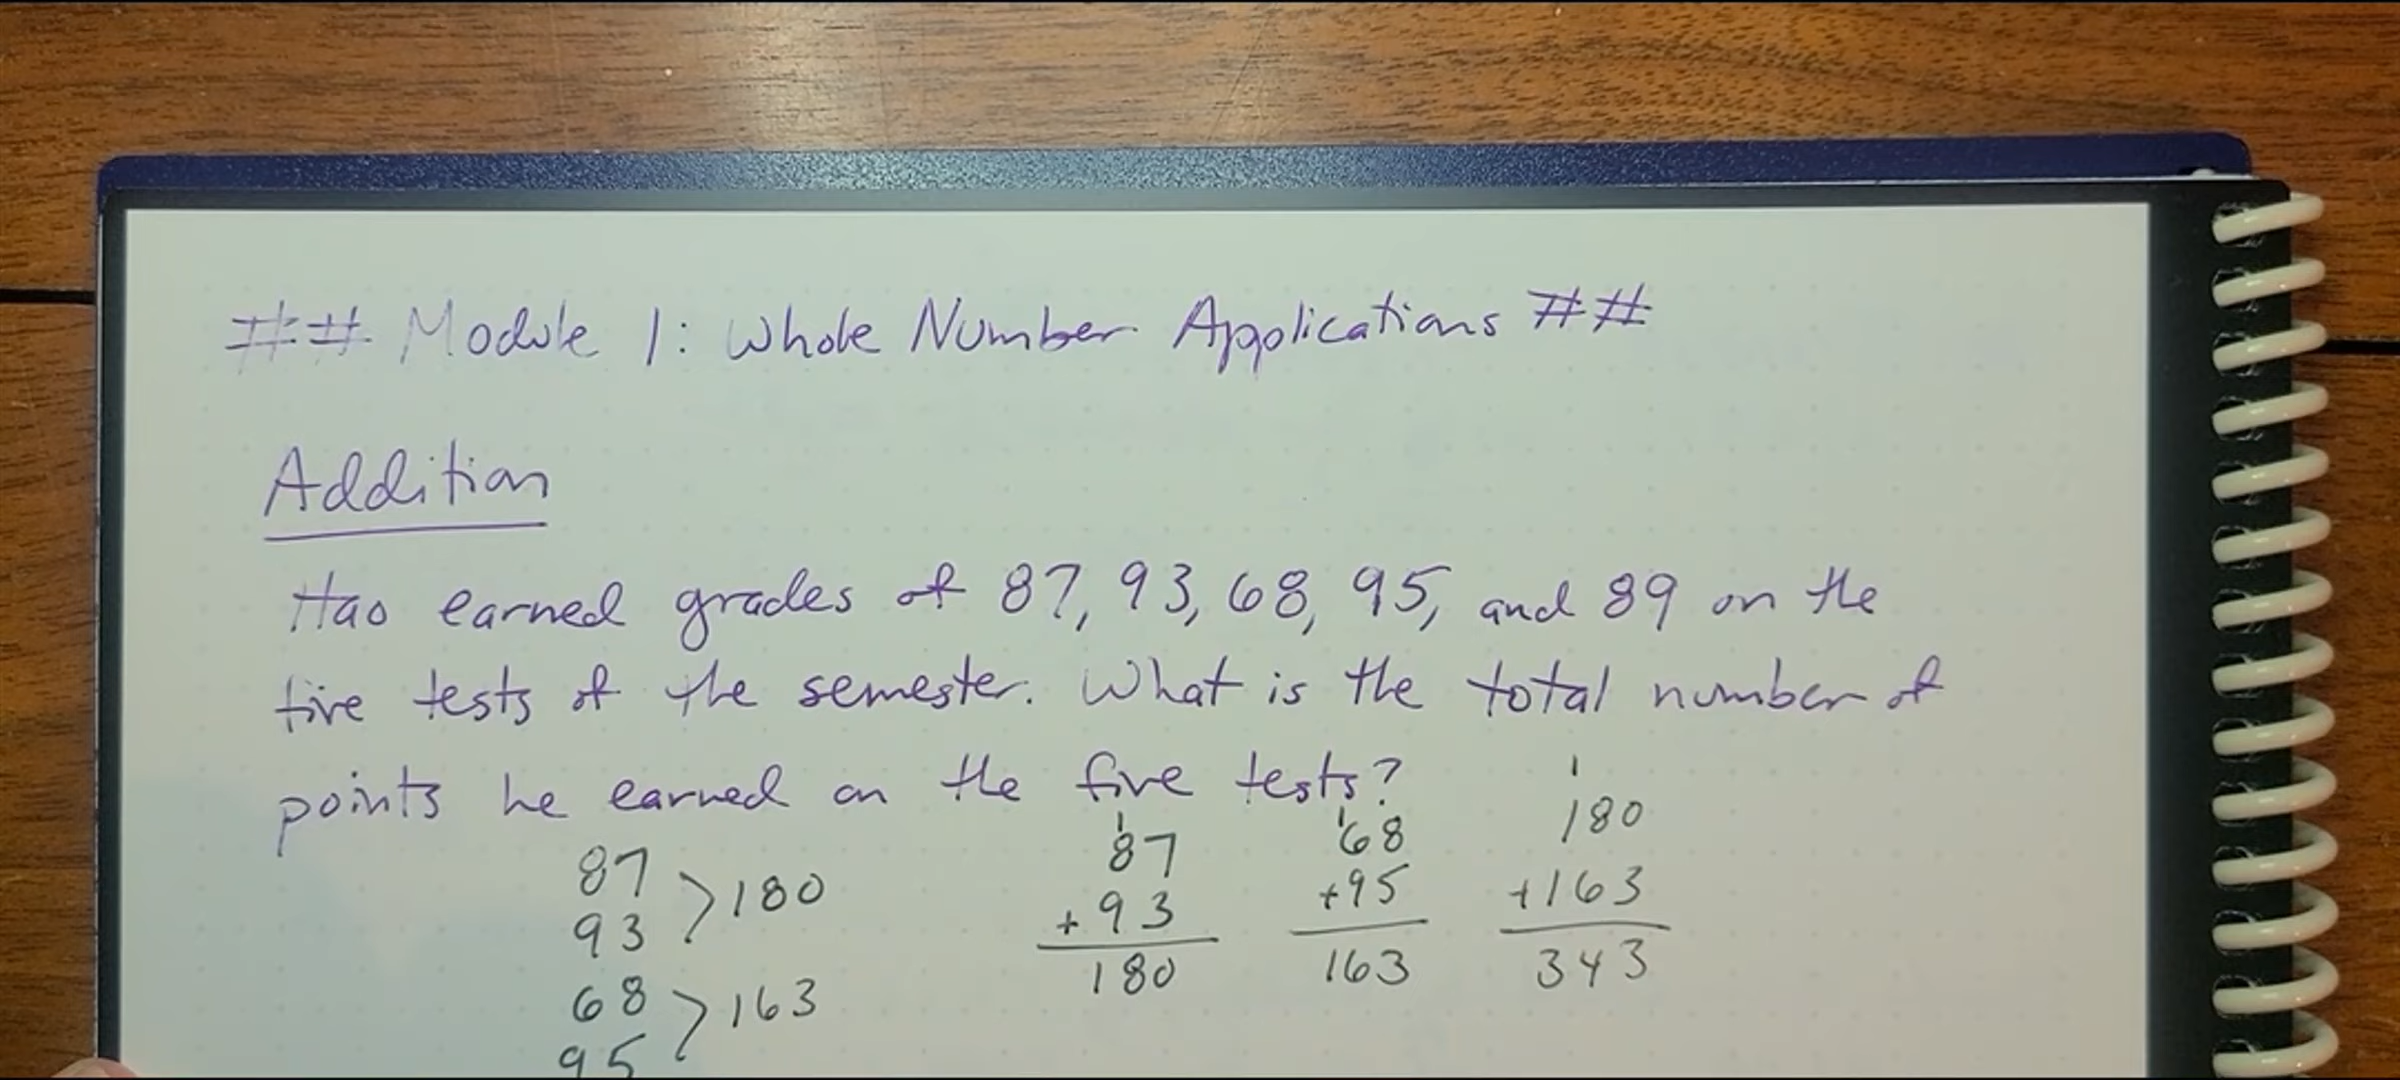 ## Module 1: Whole Number Applications ##
Addition
Hao earned grades of 87, 93, 68, 95, and 89 on the
five tests of the semester. What is the total number of
points he earned on the five tests?
87 > 180
93
68 > 163
95
1
87
+ 93
180
1
68
+95
163
1
180
+163
343